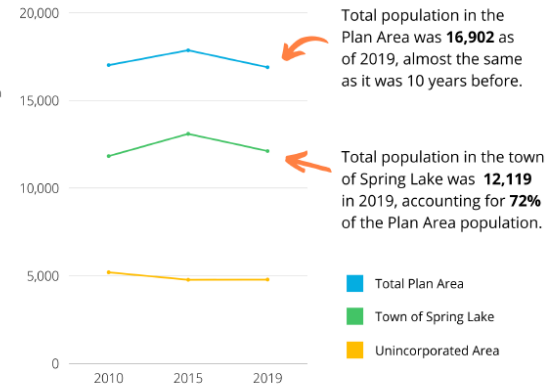 20,000
15,000
10,000
5,000
0
2010 2015 2019
Total population in the
Plan Area was 16,902 as
of 2019, almost the same
as it was 10 years before.
Total population in the town
of Spring Lake was 12,119
in 2019, accounting for 72%
of the Plan Area population.
Total Plan Area
Town of Spring Lake
Unincorporated Area